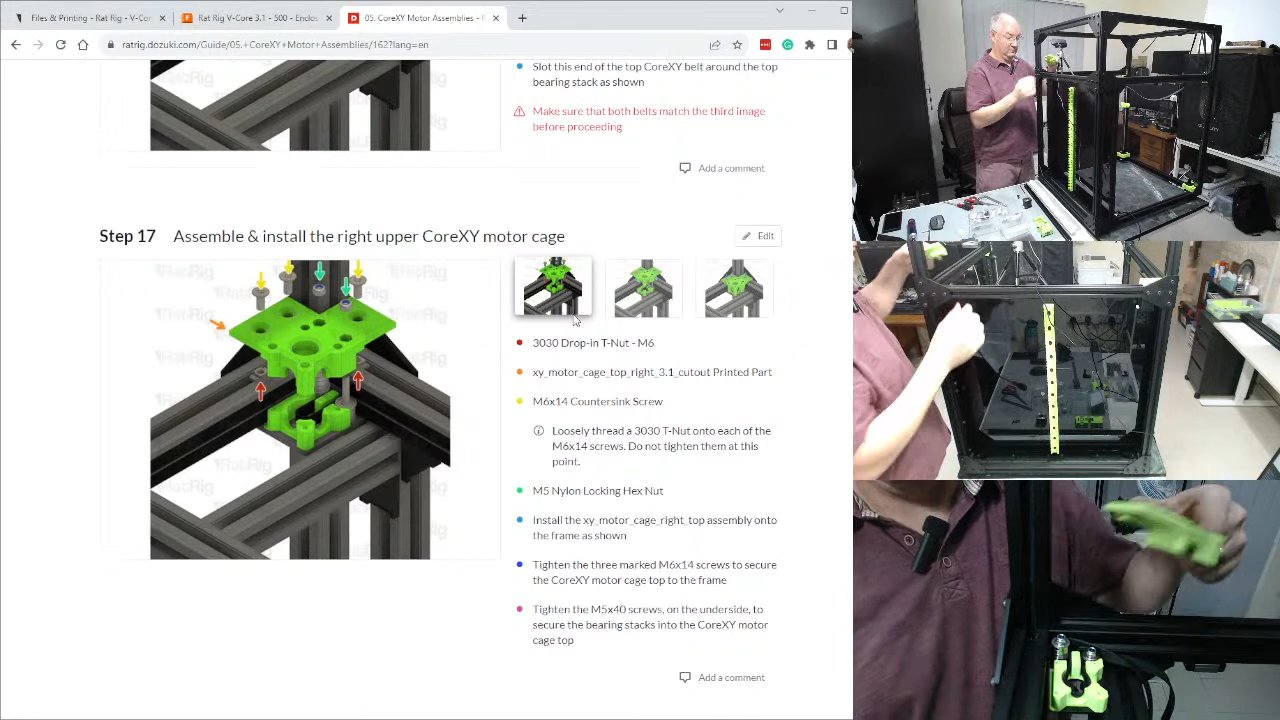 Files & Printing - Rat Rig V-Cor
Rat Rig V-Core 3.1 - 500 - Enclos
05. CoreXY Motor Assemblies - R
ratrig.dozuki.com/Guide/05.+CoreXY+Motor+Assemblies/162?lang=en
Slot this end of the top CoreXY belt around the top
bearing stack as shown
Make sure that both belts match the third image
before proceeding
Add a comment
Step 17 Assemble & install the right upper CoreXY motor cage
Edit
3030 Drop-in T-Nut - M6
xy_motor_cage_top_right_3.1_cutout Printed Part
M6x14 Countersink Screw
Loosely thread a 3030 T-Nut onto each of the
M6x14 screws. Do not tighten them at this
point.
M5 Nylon Locking Hex Nut
Install the xy_motor_cage_right_top assembly onto
the frame as shown
Tighten the three marked M6x14 screws to secure
the CoreXY motor cage top to the frame
Tighten the M5x40 screws, on the underside, to
secure the bearing stacks into the CoreXY motor
cage top
Add a comment